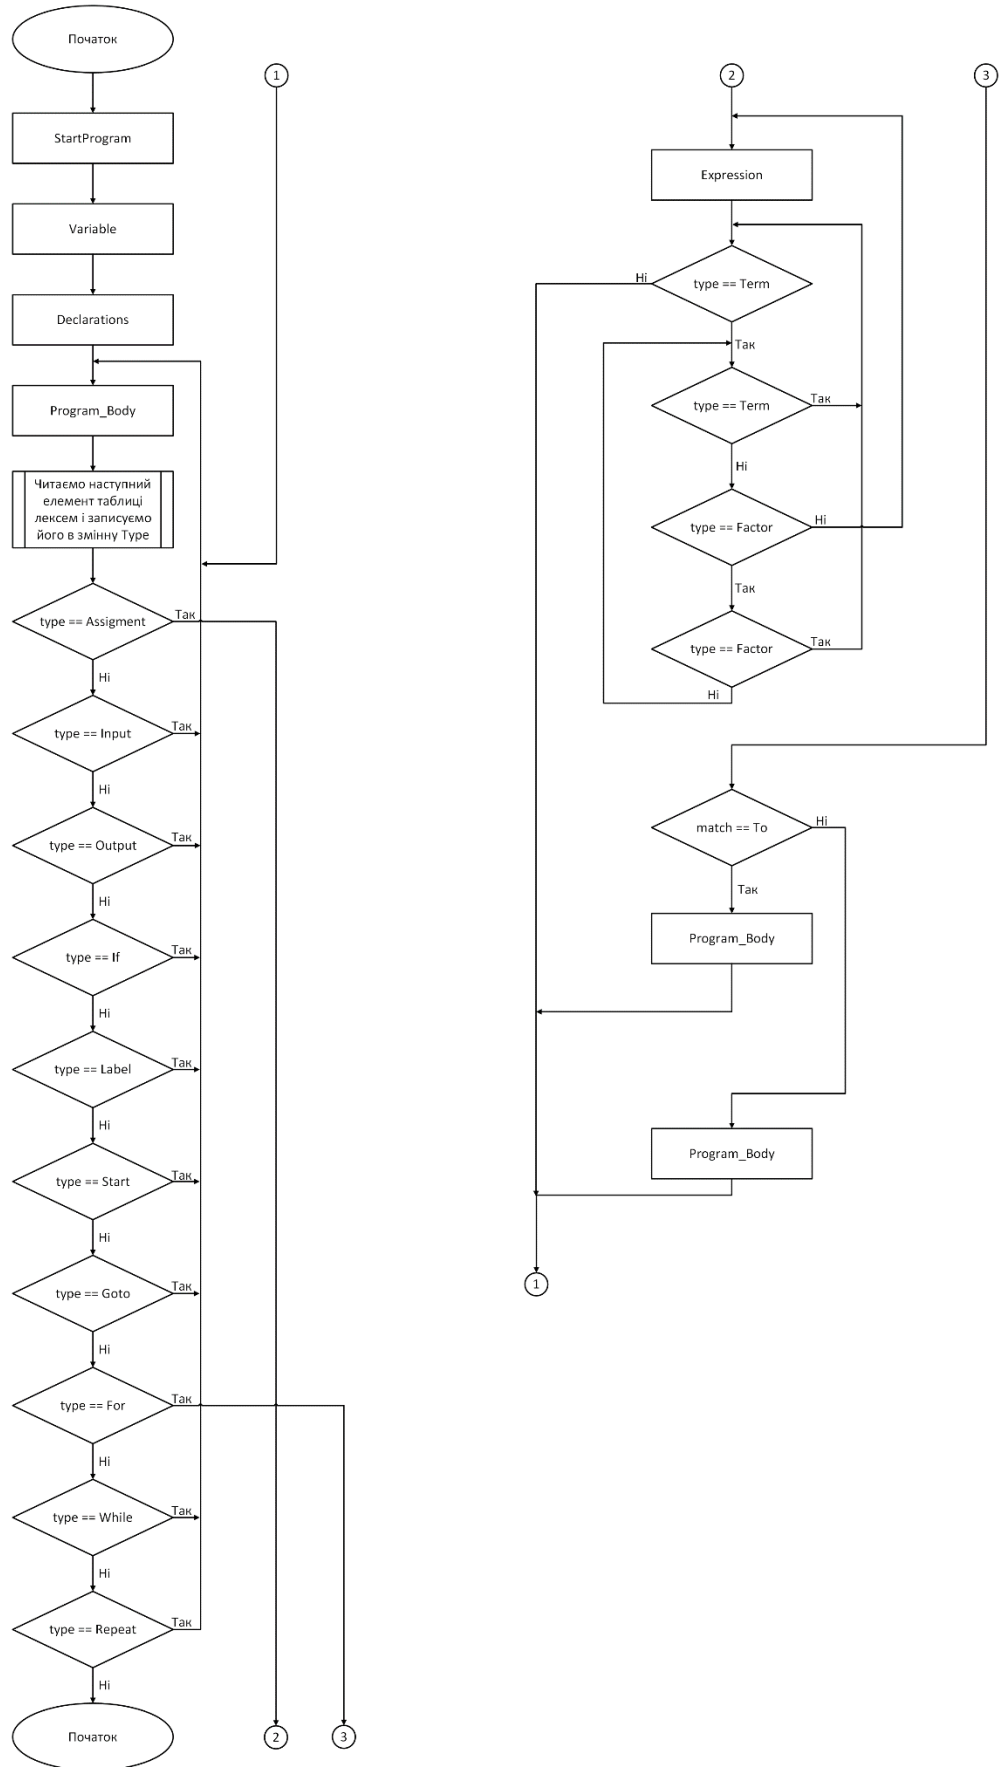 Початок
StartProgram
Variable
Declarations
Program_Body
Читаємо наступний
елемент таблиці
лексем і записуємо
його в змінну Type
type == Assigment
Так
Ні
type == Input
Так
Ні
type == Output
Так
Ні
type == If
Так
Ні
type == Label
Так
Ні
type == Start
Так
Ні
type == Goto
Так
Ні
type == For
Так
Ні
type == While
Так
Ні
type == Repeat
Так
Ні
Початок
1
2
3
2
Expression
type == Term
Ні
Так
type == Term
Так
Ні
type == Factor
Ні
Так
type == Factor
Так
Ні
3
match == To
Ні
Так
Program_Body
Program_Body
1